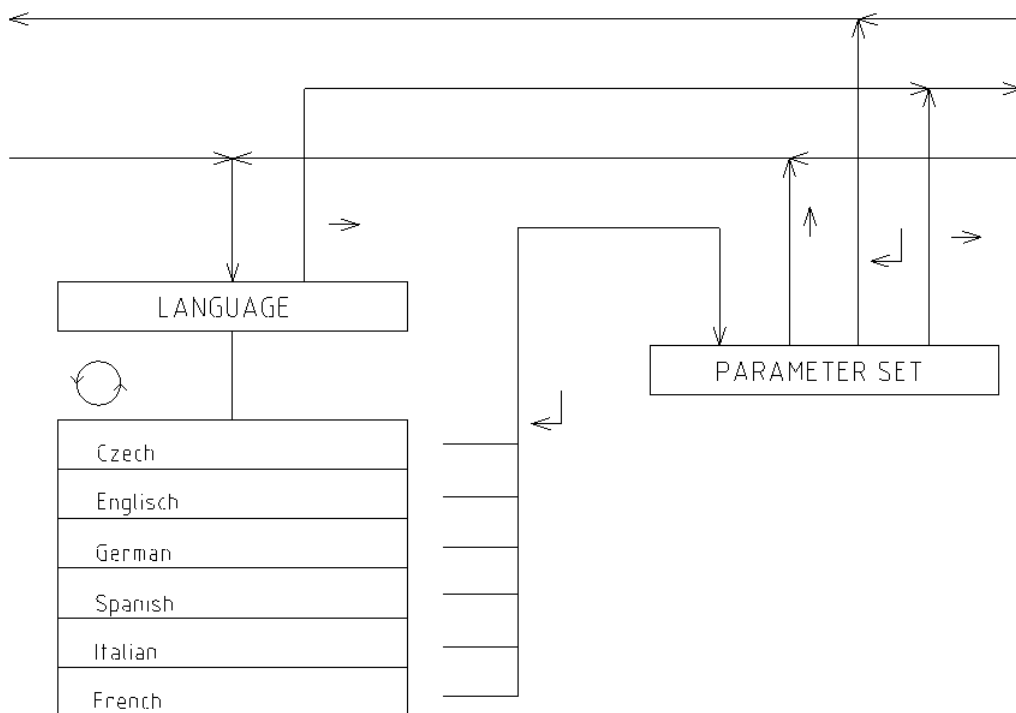 LANGUAGE
PARAMETER SET
Czech
Englisch
German
Spanish
Italian
French